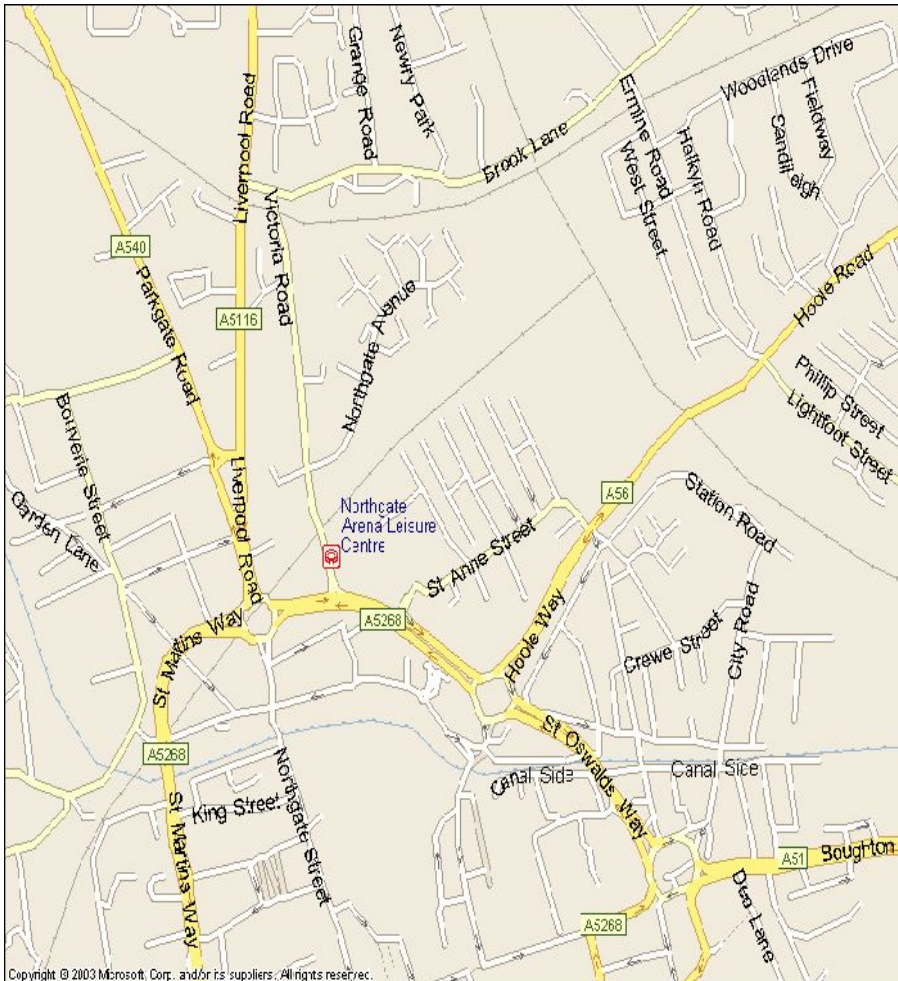 Grange Road
Newry Park
Liverpool Road
Woodlands Drive
Fieldway
Sandileigh
Ermine Road
West Street
Halkyn Road
Brook Lane
Victoria Road
A540
Parkgate Road
A5116
Hoole Road
Northgate Avenue
Phillip Street
Lightfoot Street
Bouverie Street
Garden Lane
Liverpool Road
A56
Station Road
Northgate
Arena Leisure
Centre
St Anne Street
St Matins Way
A5268
Hoole Way
Crewe Street
City Road
A5268
St Oswalds Way
Canal Side
Canal Side
King Street
Northgate Street
St Martins Way
A51
Boughton
Dee Lane
A5268
Copyright © 2003 Microsoft Corp. and/or its suppliers. All rights reserved.